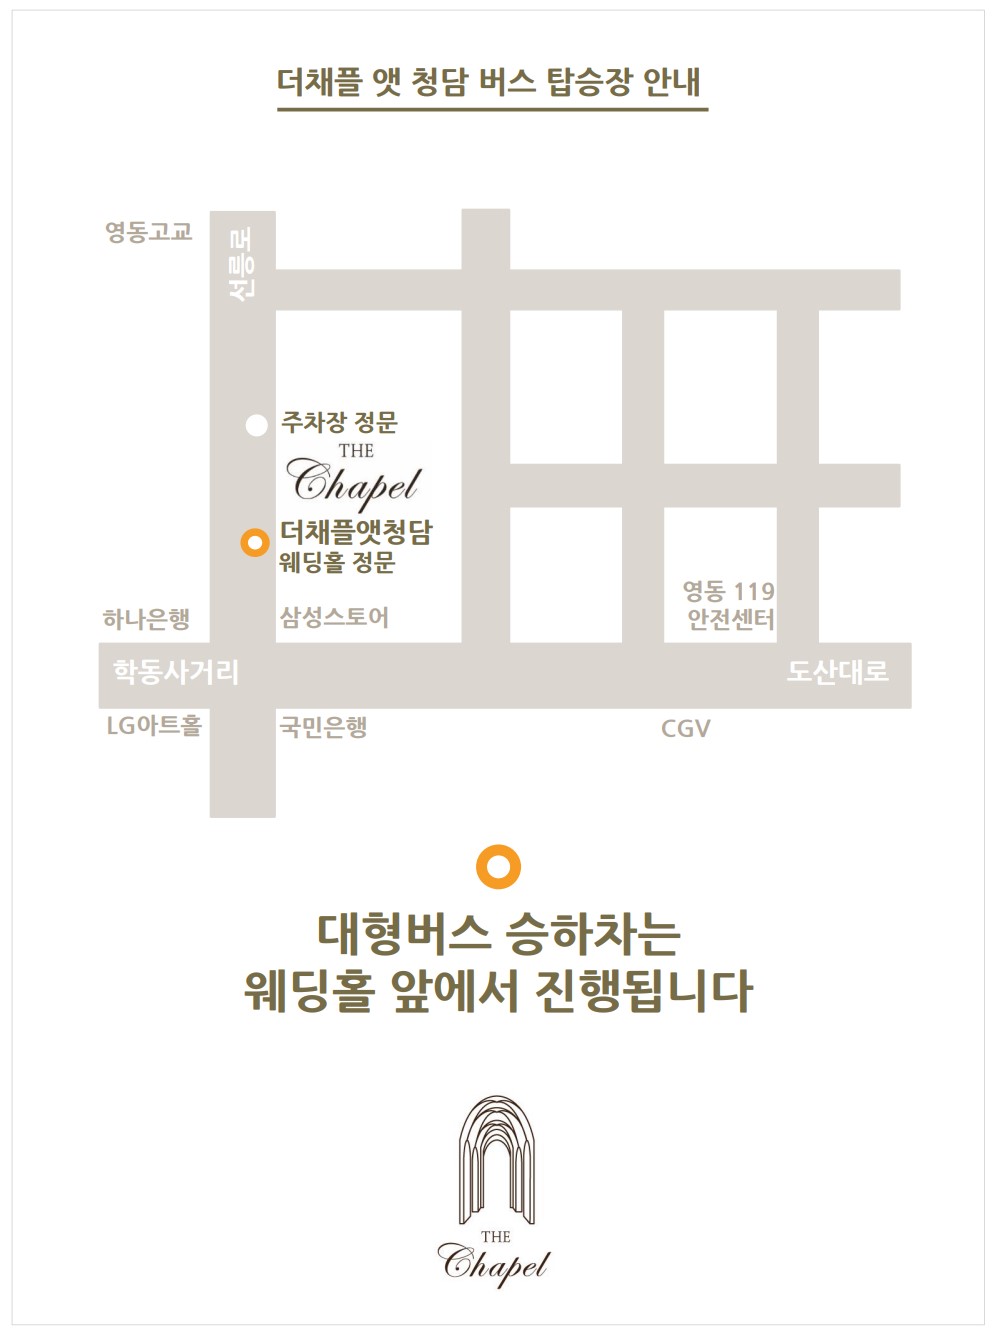 더채플 앳 청담 버스 탑승장 안내
영동고교
선릉로
주차장 정문
THE
Chapel
더채플앳청담
웨딩홀 정문
하나은행
삼성스토어
영동 119
안전센터
학동사거리
도산대로
LG아트홀
국민은행
CGV
대형버스 승하차는
웨딩홀 앞에서 진행됩니다
THE
Chapel